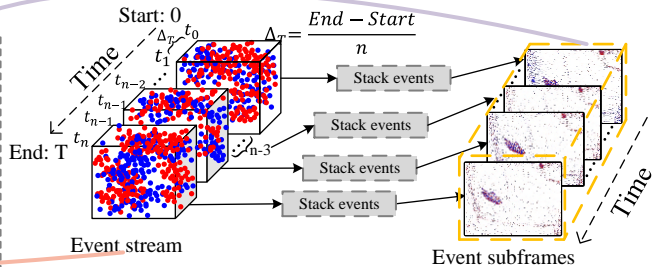 Start: 0
Δ_T = (End − Start) / n
Time
Δ_T t_0
t_1
t_{n−2}
t_{n−1}
t_{n−1}
t_n
End: T
n-3
Stack events
Stack events
Stack events
Stack events
Event stream
Time
Event subframes